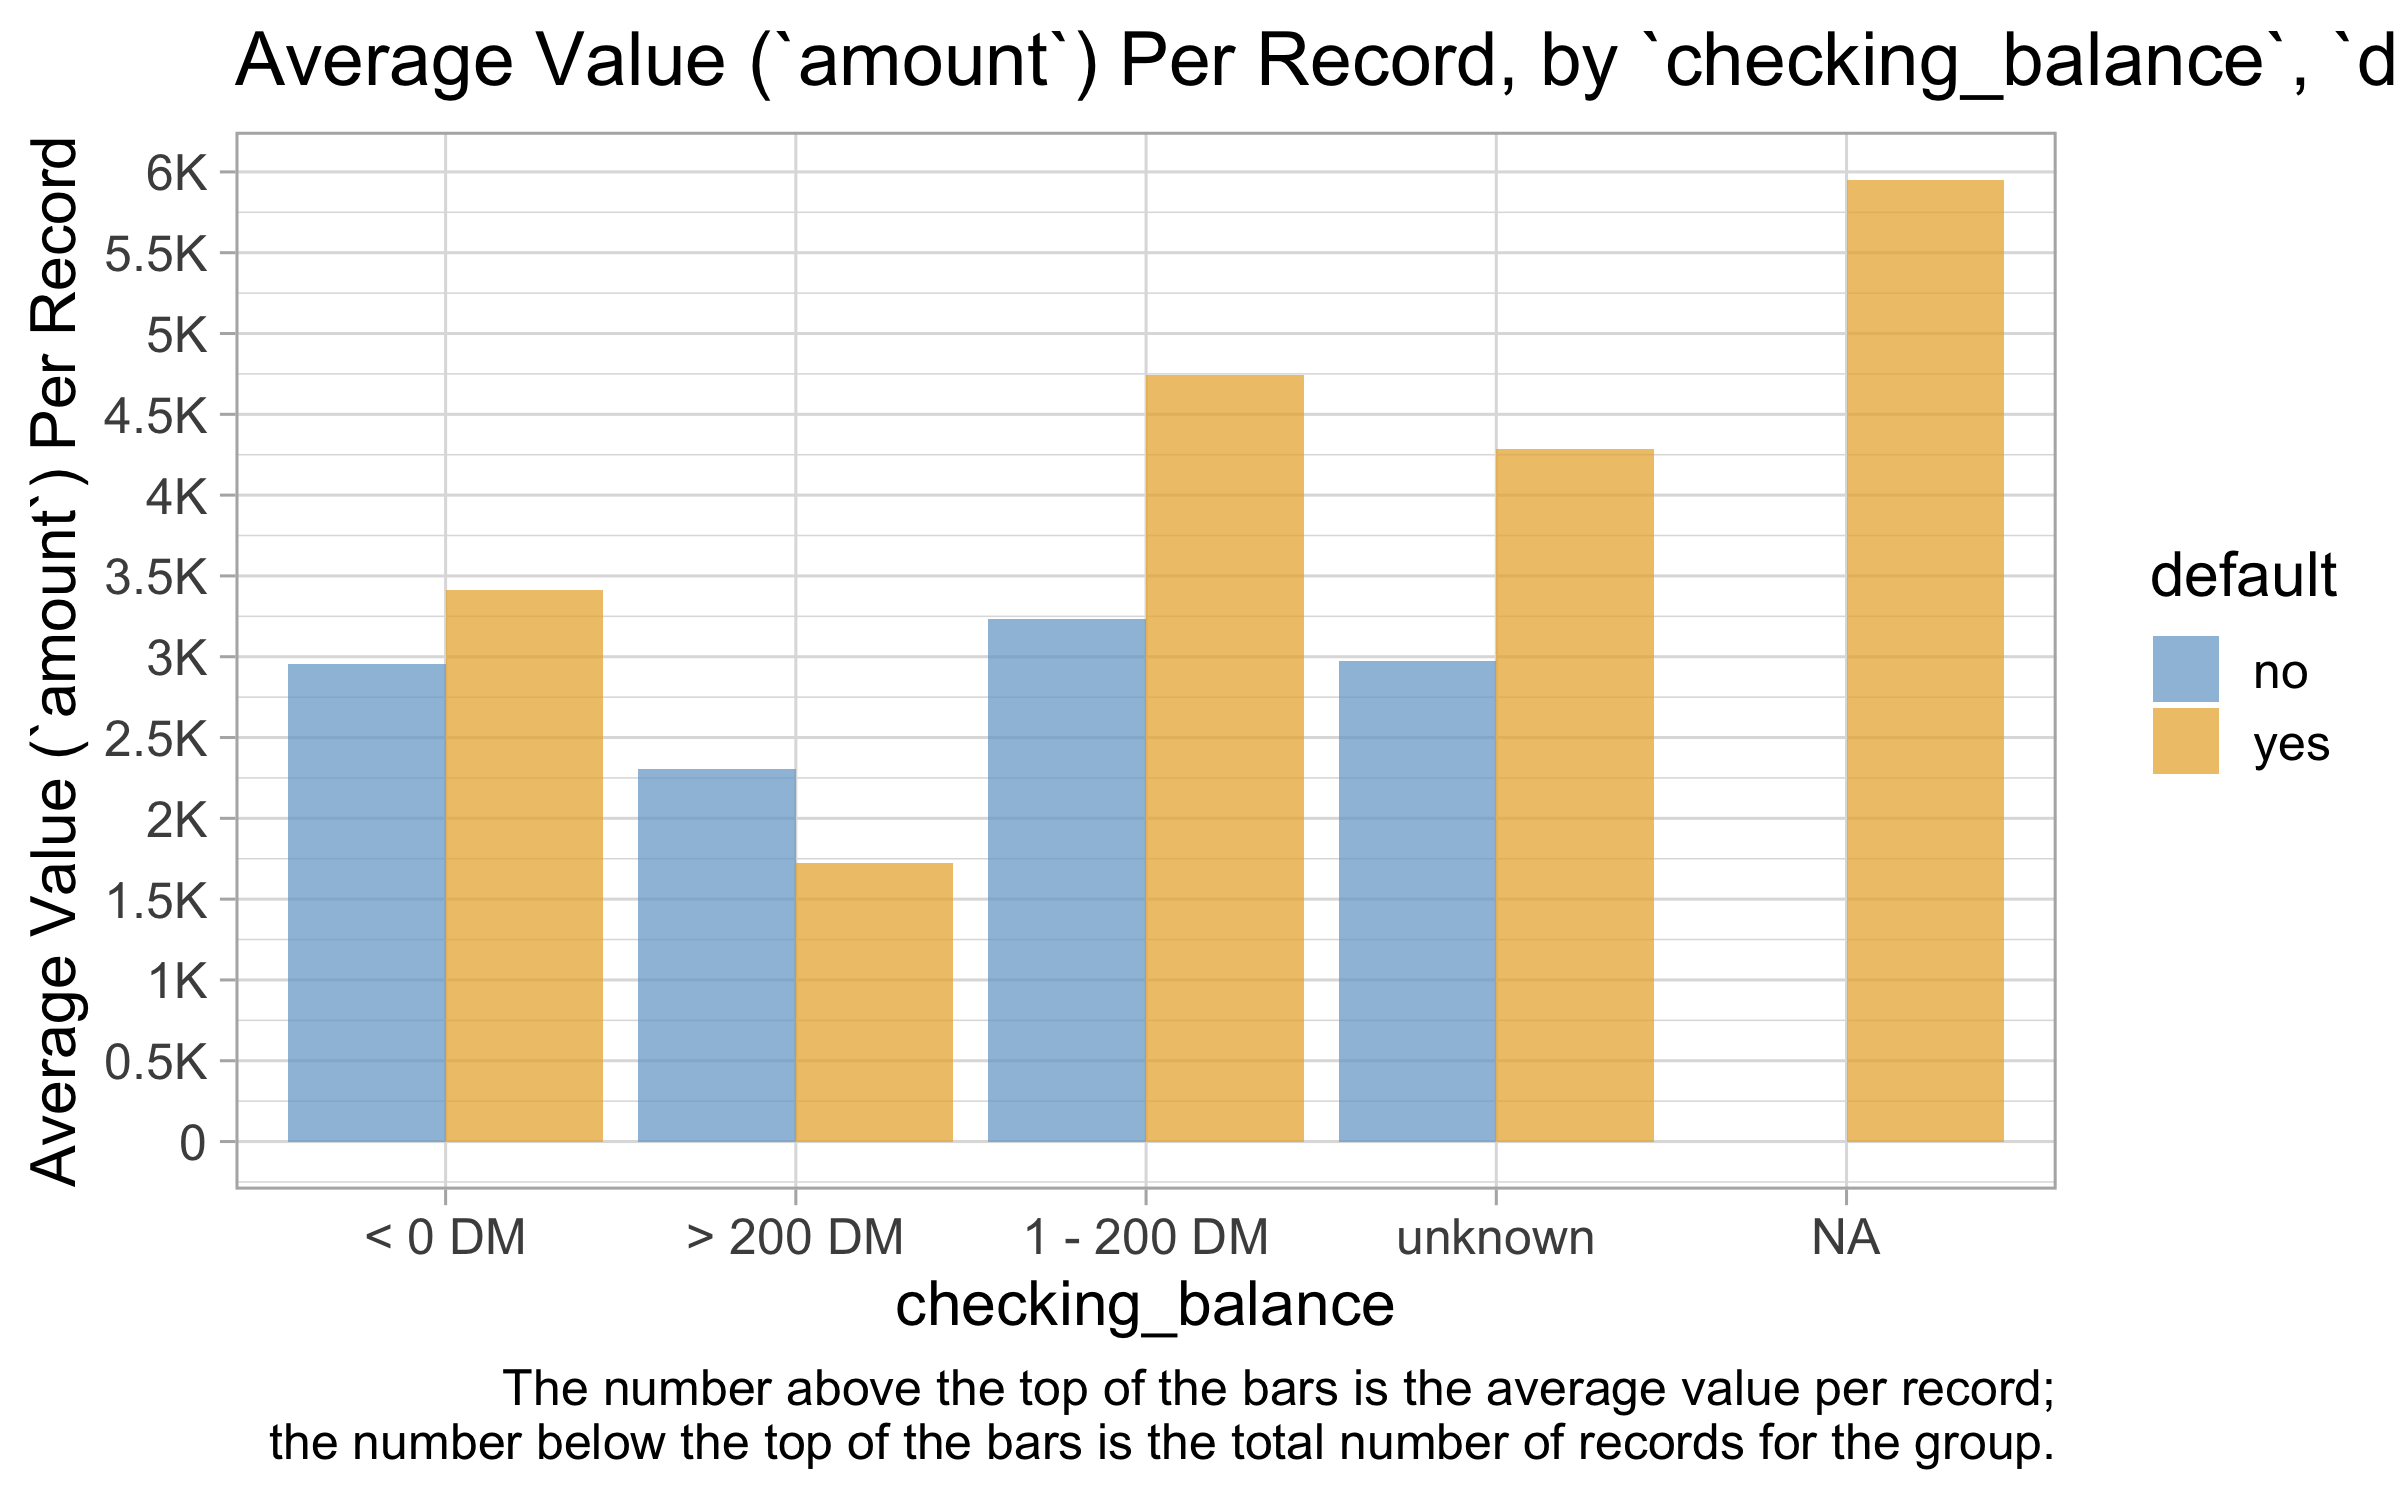 Average Value (`amount`) Per Record, by `checking_balance`, `d
Average Value (`amount`) Per Record
6K
5.5K
5K
4.5K
4K
3.5K
3K
2.5K
2K
1.5K
1K
0.5K
0
< 0 DM
> 200 DM
1 - 200 DM
unknown
NA
checking_balance
default
no
yes
The number above the top of the bars is the average value per record;
the number below the top of the bars is the total number of records for the group.